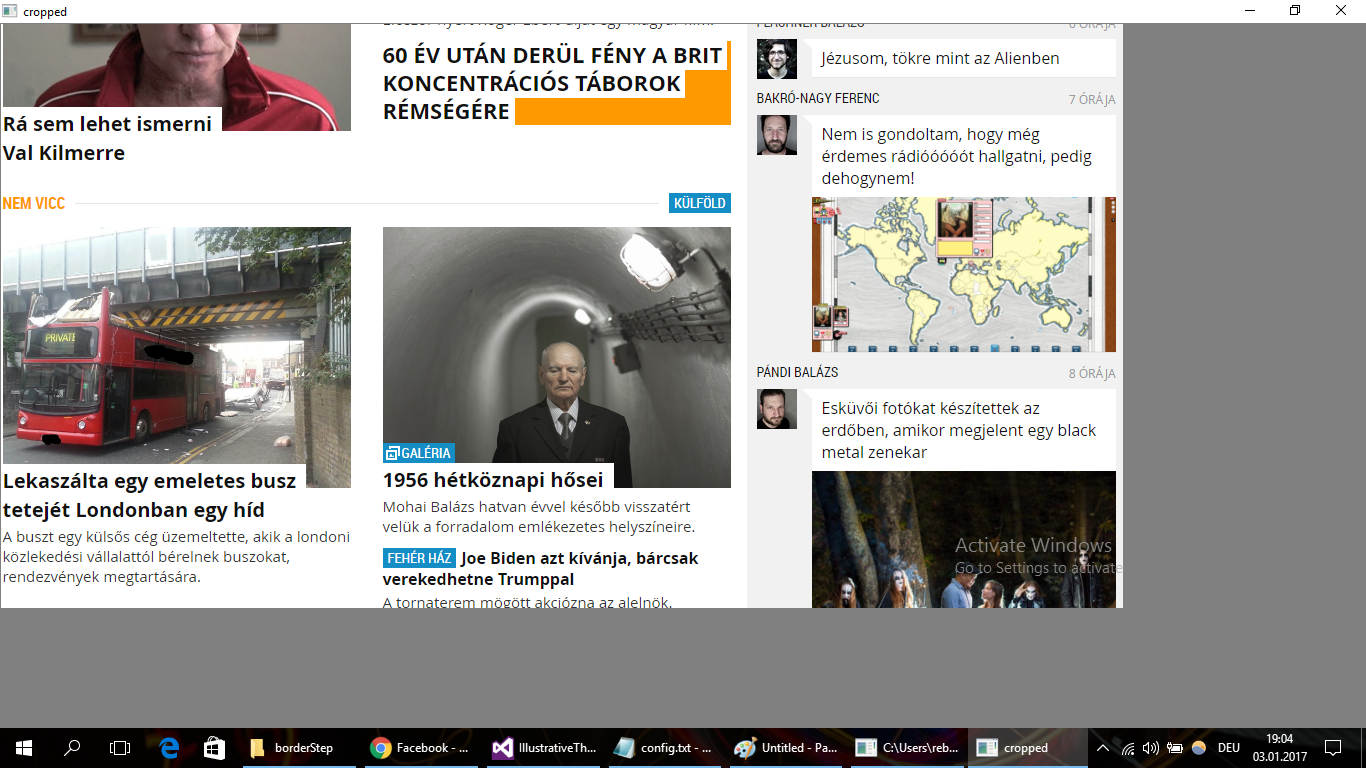 cropped
Rá sem lehet ismerni
Val Kilmerre
60 ÉV UTÁN DERÜL FÉNY A BRIT
KONCENTRÁCIÓS TÁBOROK
RÉMSÉGÉRE
NEM VICC
KÜLFÖLD
PRIVATE
Lekaszálta egy emeletes busz
tetejét Londonban egy híd
A buszt egy külsős cég üzemeltette, akik a londoni
közlekedési vállalattól bérelnek buszokat,
rendezvények megtartására.
GALÉRIA
1956 hétköznapi hősei
Mohai Balázs hatvan évvel később visszatért
velük a forradalom emlékezetes helyszíneire.
FEHÉR HÁZ Joe Biden azt kívánja, bárcsak
verekedhetne Trumppal
A tornaterem mögött akciózna az alelnök.
6 ÓRÁJA
Jézusom, tökre mint az Alienben
BAKRÓ-NAGY FERENC 7 ÓRÁJA
Nem is gondoltam, hogy még
érdemes rádióóóóót hallgatni, pedig
dehogynem!
PÁNDI BALÁZS 8 ÓRÁJA
Esküvői fotókat készítettek az
erdőben, amikor megjelent egy black
metal zenekar
Activate Windows
Go to Settings to activate
borderStep
Facebook - ...
IllustrativeTh...
config.txt - ...
Untitled - Pa...
C:\Users\reb...
cropped
DEU
19:04
03.01.2017